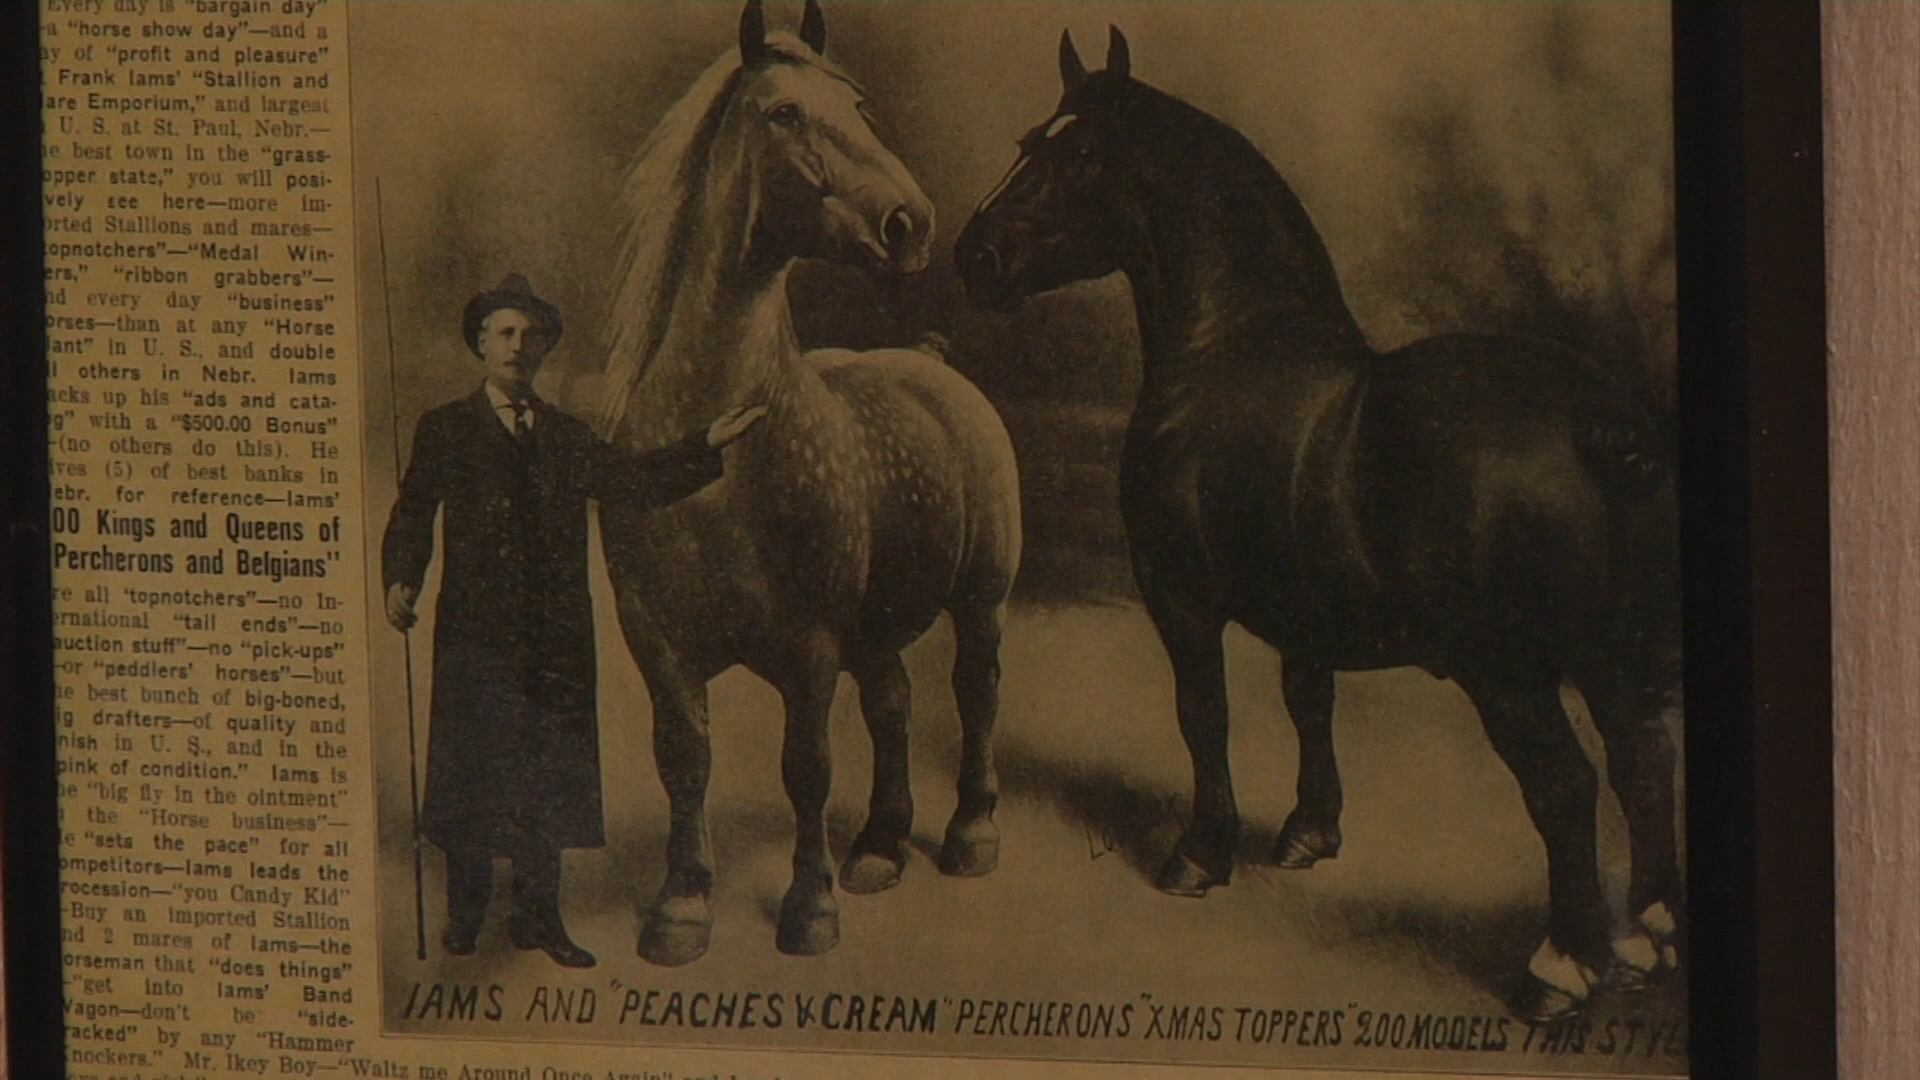 Every day is "bargain day"
a "horse show day"—and a
of "profit and pleasure"
Frank Iams' "Stallion and
are Emporium," and largest
U. S. at St. Paul, Nebr.—
e best town in the "grass-
opper state," you will posi-
vely see here—more im-
orted Stallions and mares—
topnotchers"—"Medal Win-
ers," "ribbon grabbers"—
nd every day "business"
orses—than at any "Horse
lant" in U. S., and double
ll others in Nebr. Iams
acks up his "ads and cata-
g" with a "$500.00 Bonus"
—(no others do this). He
ives (5) of best banks in
ebr. for reference—Iams'
00 Kings and Queens of
Percherons and Belgians"
re all 'topnotchers"—no In-
ernational "tail ends"—no
auction stuff"—no "pick-ups"
—or "peddlers' horses"—but
he best bunch of big-boned,
ig drafters—of quality and
nish in U. S., and in the
pink of condition." Iams is
he "big fly in the ointment"
the "Horse business"—
le "sets the pace" for all
ompetitors—Iams leads the
rocession—"you Candy Kid"
—Buy an imported Stallion
nd 2 mares of Iams—the
orseman that "does things"
—"get into Iams' Band
Wagon—don't be "side-
racked" by any "Hammer
nockers." Mr. Ikey Boy—"Waltz me Around Once Again" and
IAMS AND "PEACHES & CREAM" PERCHERONS "XMAS TOPPERS" 200 MODELS THIS STYLE